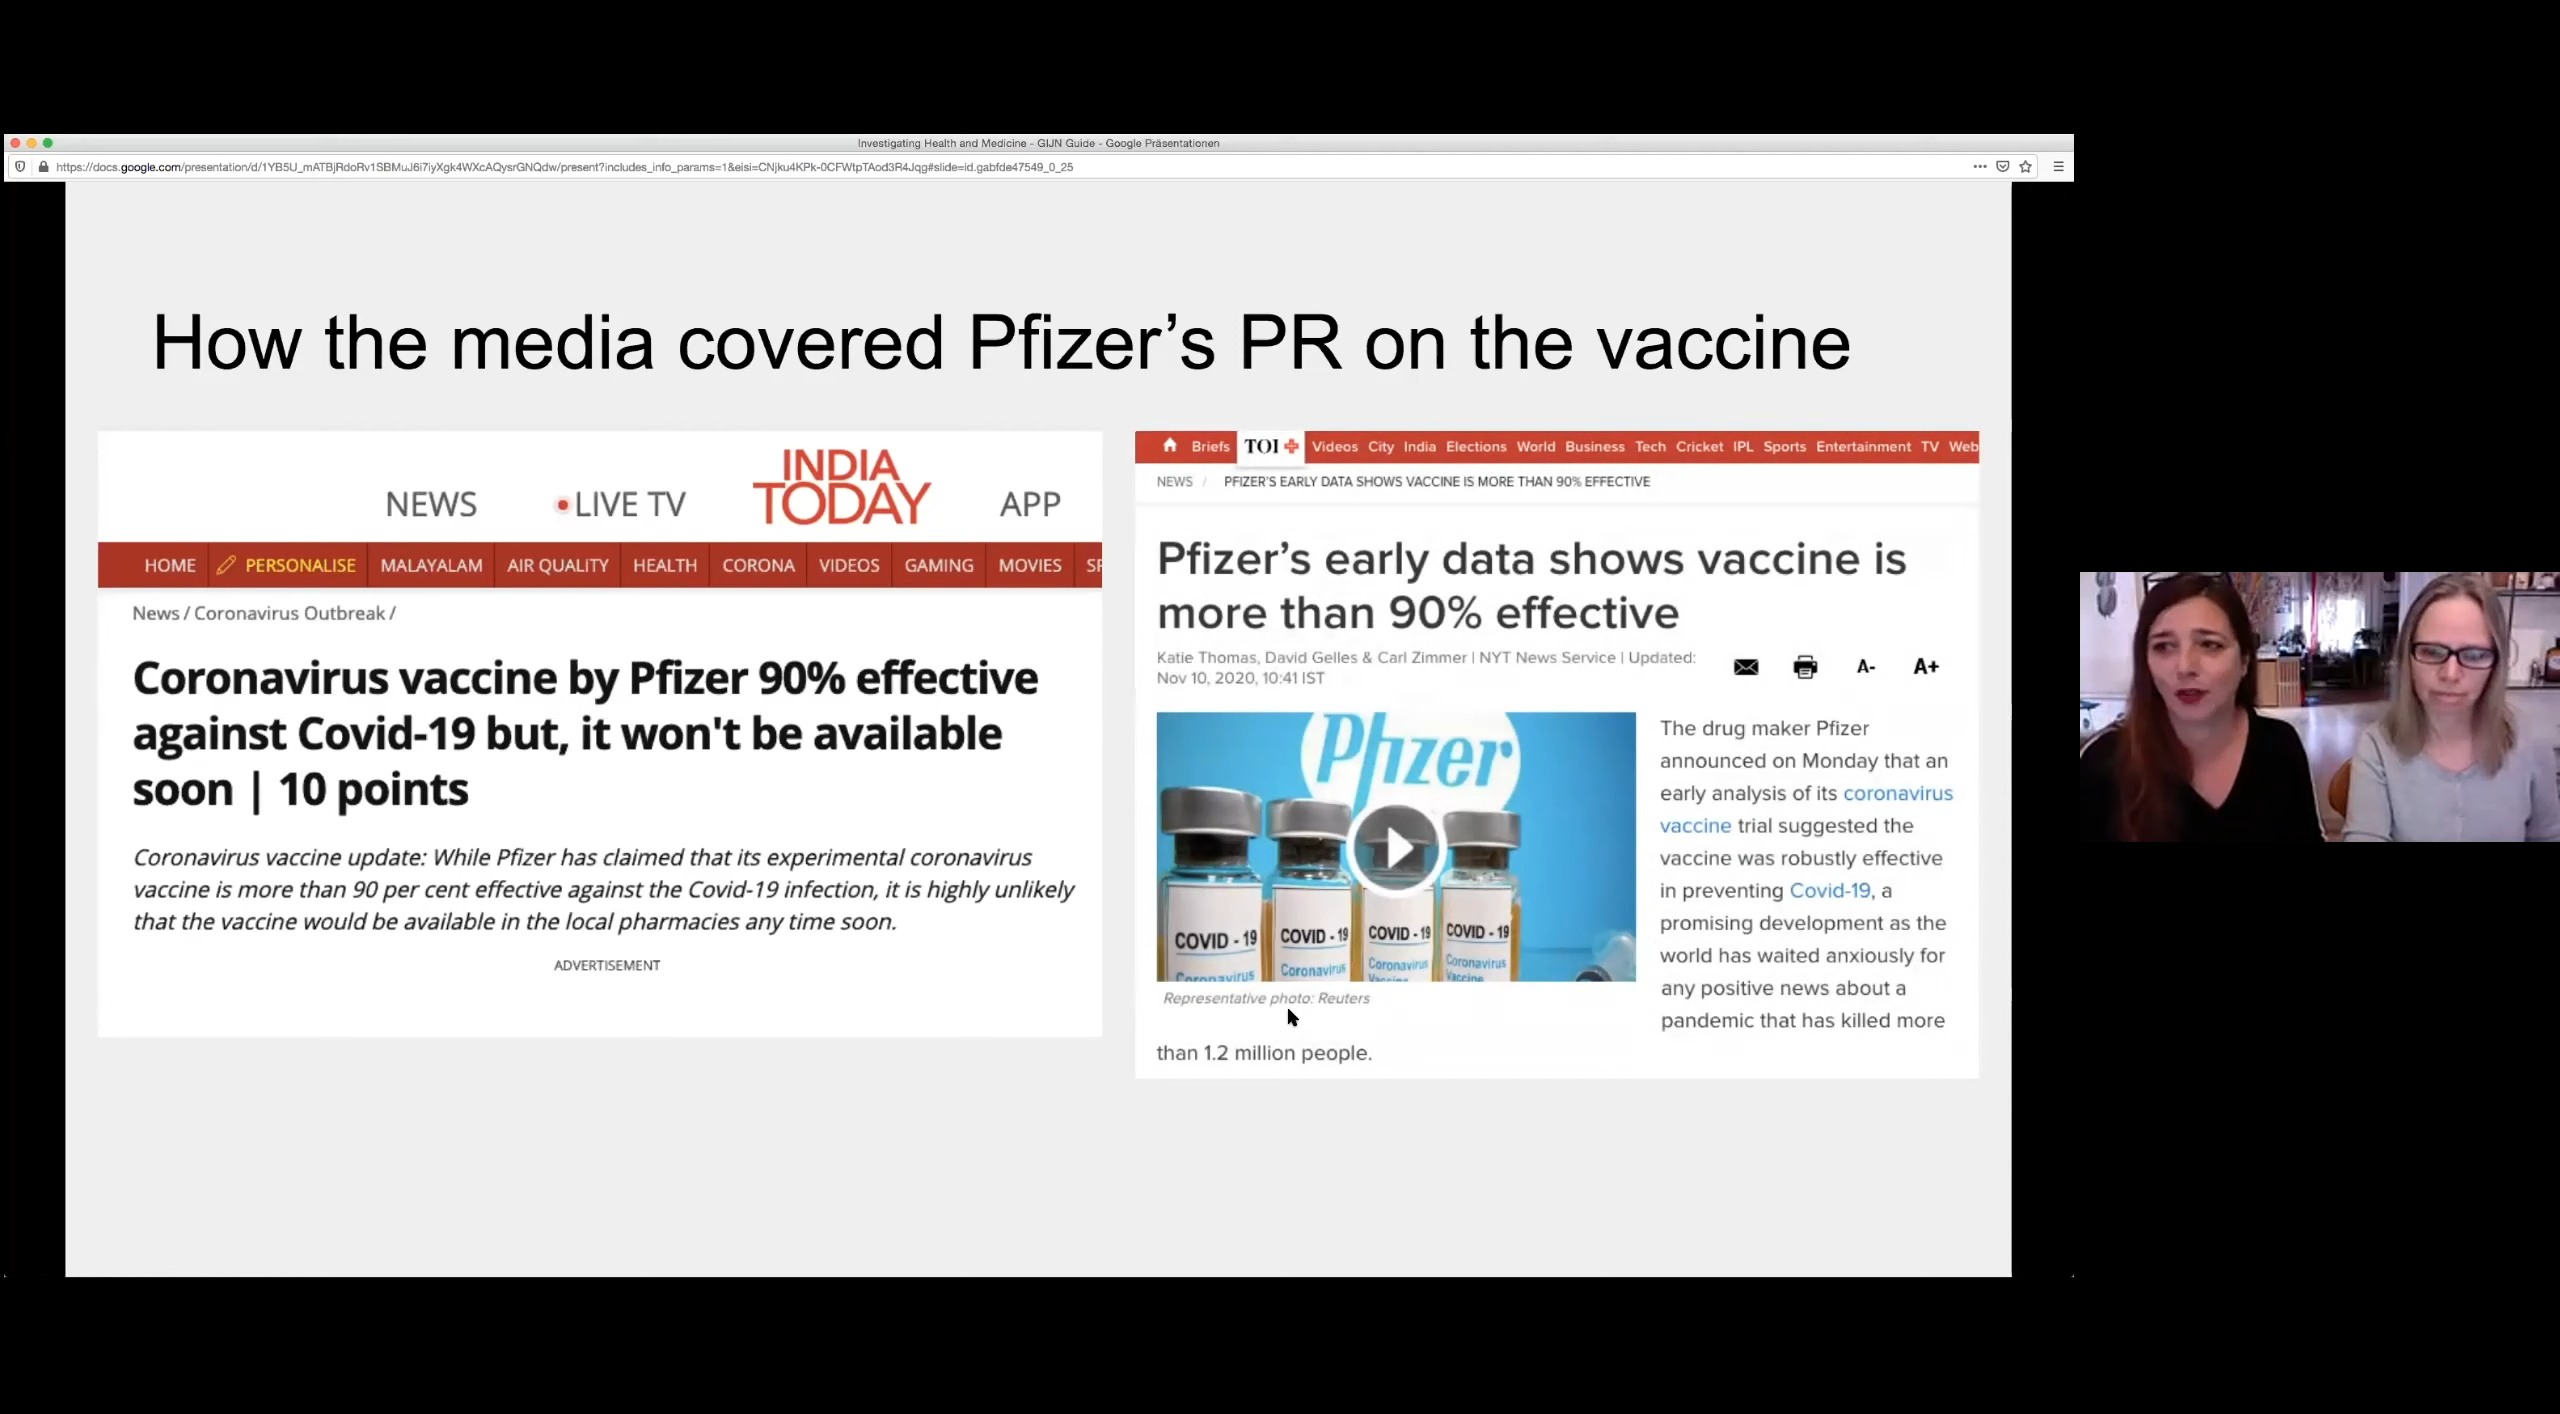 Investigating Health and Medicine - GIJN Guide - Google Präsentationen
How the media covered Pfizer's PR on the vaccine
NEWS
LIVE TV
INDIA
TODAY
APP
HOME PERSONALISE MALAYALAM AIR QUALITY HEALTH CORONA VIDEOS GAMING MOVIES
News / Coronavirus Outbreak /
Coronavirus vaccine by Pfizer 90% effective
against Covid-19 but, it won't be available
soon | 10 points
Coronavirus vaccine update: While Pfizer has claimed that its experimental coronavirus
vaccine is more than 90 per cent effective against the Covid-19 infection, it is highly unlikely
that the vaccine would be available in the local pharmacies any time soon.
ADVERTISEMENT
Briefs TOI+ Videos City India Elections World Business Tech Cricket IPL Sports Entertainment TV Web
NEWS / PFIZER'S EARLY DATA SHOWS VACCINE IS MORE THAN 90% EFFECTIVE
Pfizer's early data shows vaccine is
more than 90% effective
Katie Thomas, David Gelles & Carl Zimmer | NYT News Service | Updated:
Nov 10, 2020, 10:41 IST
A- A+
Pfizer
COVID - 19 COVID - 19 COVID - 19 COVID - 19
Coronavirus Coronavirus Coronavirus Coronavirus
Vaccine Vaccine
Representative photo: Reuters
The drug maker Pfizer
announced on Monday that an
early analysis of its coronavirus
vaccine trial suggested the
vaccine was robustly effective
in preventing Covid-19, a
promising development as the
world has waited anxiously for
any positive news about a
pandemic that has killed more
than 1.2 million people.